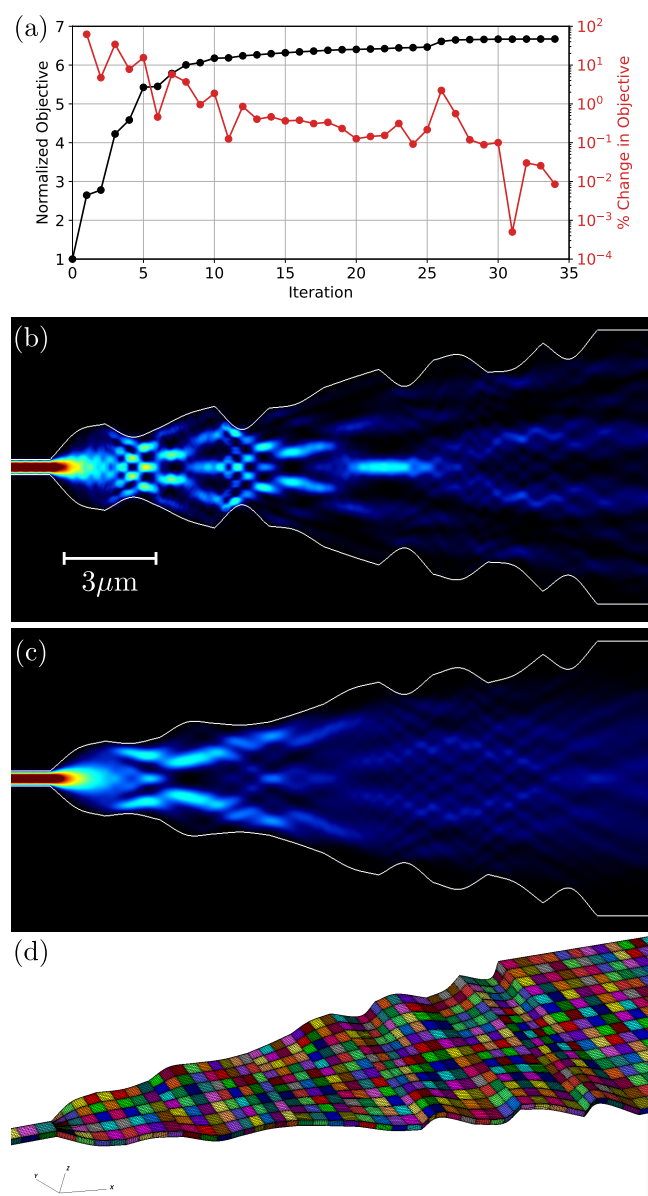 (a)
7
6
5
4
3
2
1
Normalized Objective
10^2
10^1
10^0
10^-1
10^-2
10^-3
10^-4
% Change in Objective
0 5 10 15 20 25 30 35
Iteration
(b)
3μm
(c)
(d)
Y Z X